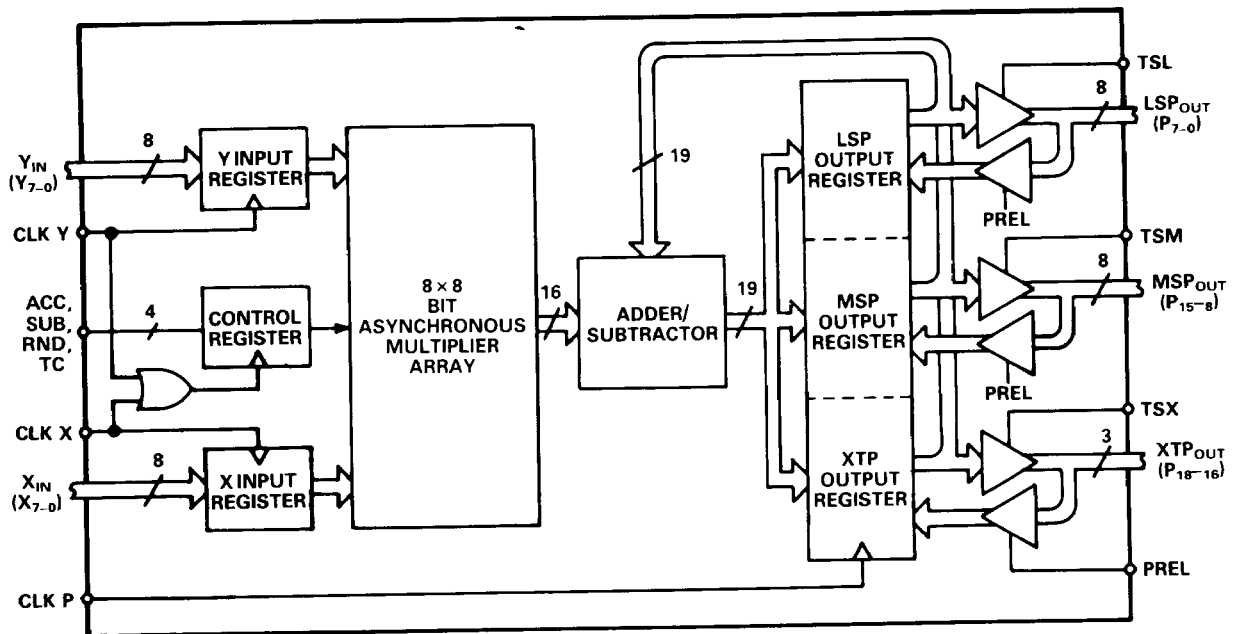 Y_IN
(Y_7–0)
8
Y INPUT
REGISTER
CLK Y
ACC,
SUB,
RND,
TC
4
CONTROL
REGISTER
CLK X
X_IN
(X_7–0)
8
X INPUT
REGISTER
CLK P
8 × 8
BIT
ASYNCHRONOUS
MULTIPLIER
ARRAY
16
ADDER/
SUBTRACTOR
19
19
LSP
OUTPUT
REGISTER
MSP
OUTPUT
REGISTER
XTP
OUTPUT
REGISTER
TSL
8
LSP_OUT
(P_7–0)
PREL
TSM
8
MSP_OUT
(P_15–8)
PREL
TSX
3
XTP_OUT
(P_18–16)
PREL